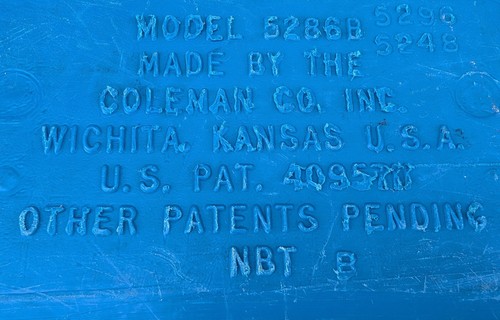 MODEL 5286B 5296
5248
MADE BY THE
COLEMAN CO. INC.
WICHITA, KANSAS U.S.A.
U.S. PAT.
OTHER PATENTS PENDING
NBT B